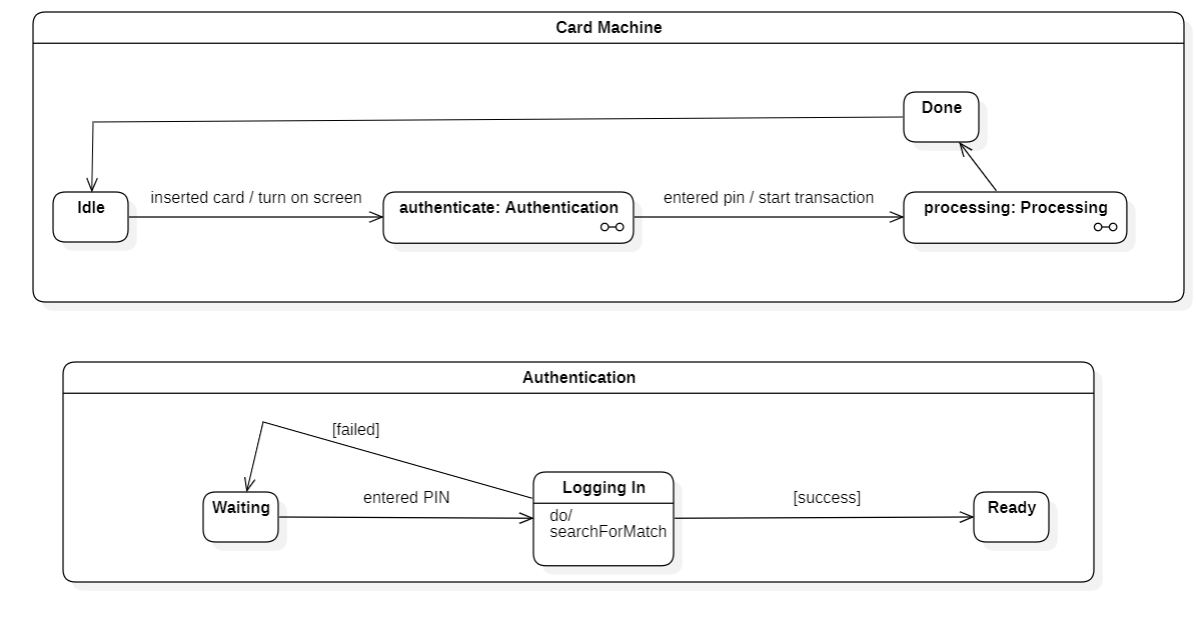 Card Machine
Done
inserted card / turn on screen
entered pin / start transaction
Idle
authenticate: Authentication
processing: Processing
Authentication
[failed]
Logging In
entered PIN
[success]
Waiting
Ready
do/
searchForMatch